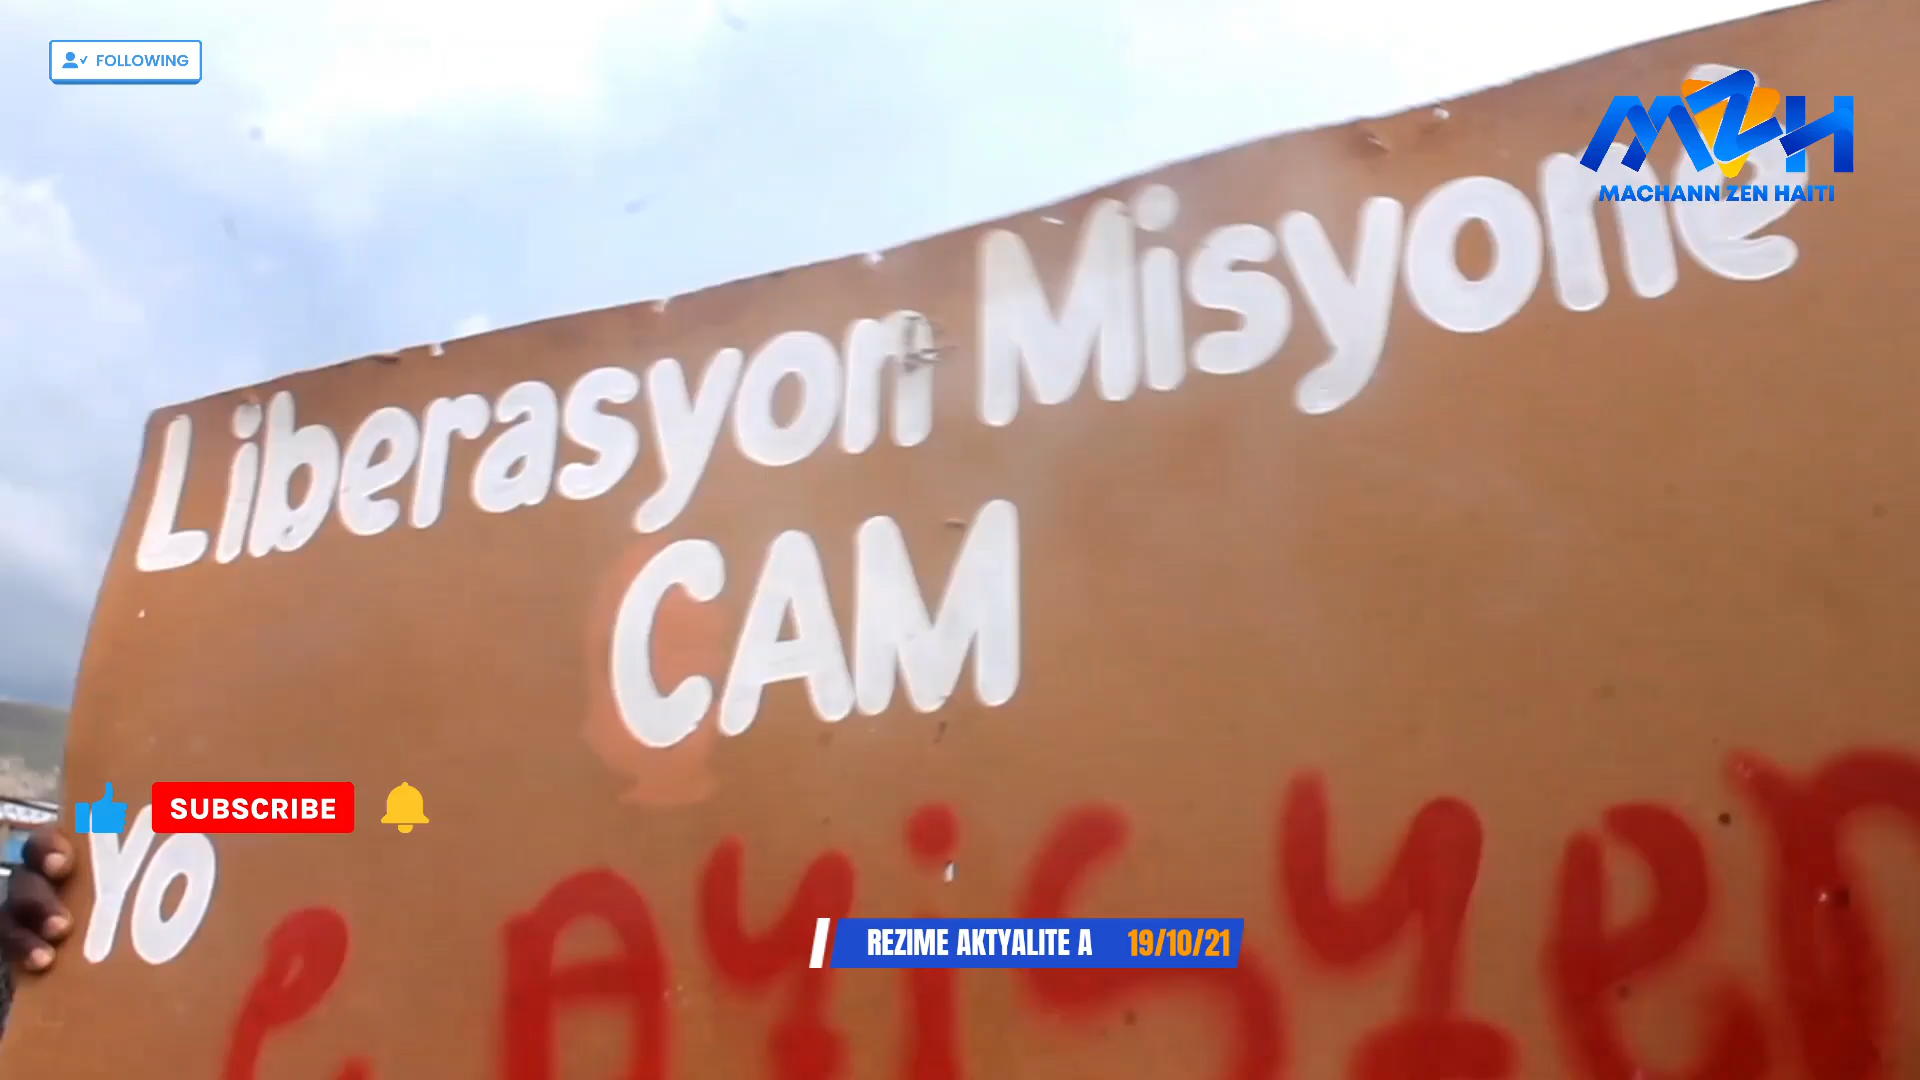 FOLLOWING
MZH
MACHANN ZEN HAITI
Liberasyon Misyone
CAM
SUBSCRIBE
Yo
REZIME AKTYALITE A 19/10/21